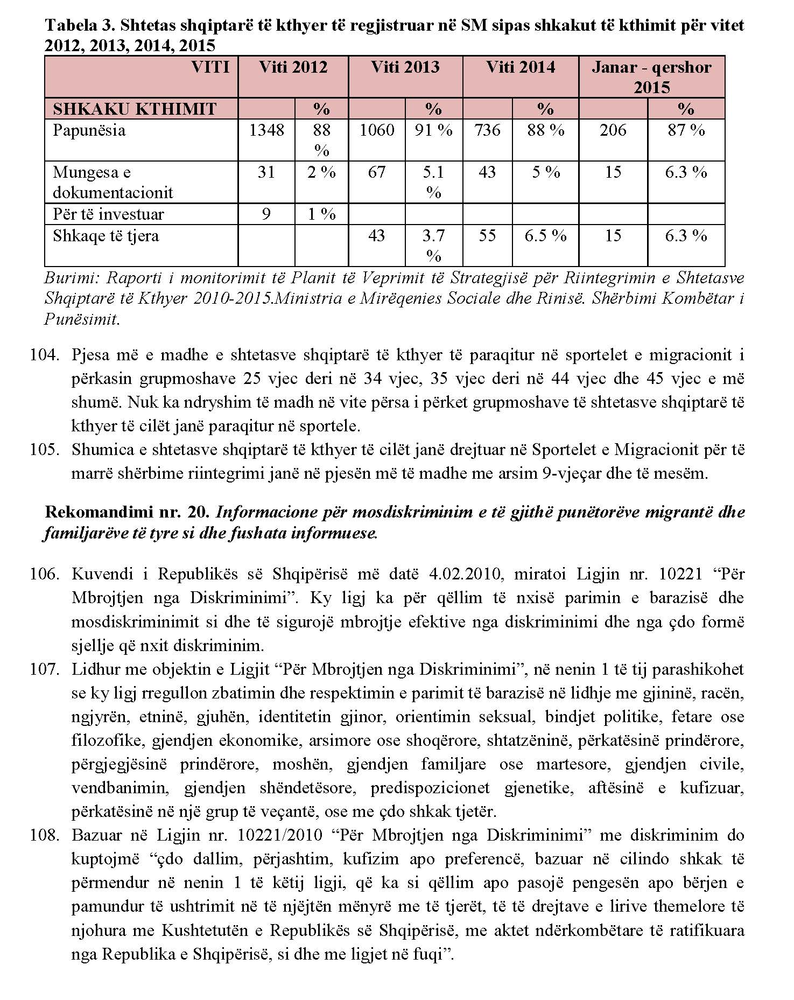 Tabela 3. Shtetas shqiptarë të kthyer të regjistruar në SM sipas shkakut të kthimit për vitet
2012, 2013, 2014, 2015
VITI Viti 2012 Viti 2013 Viti 2014 Janar - qershor
2015
SHKAKU KTHIMIT % % % %
Papunësia 1348 88 1060 91 % 736 88 % 206 87 %
%
Mungesa e 31 2 % 67 5.1 43 5 % 15 6.3 %
dokumentacionit %
Për të investuar 9 1 %
Shkaqe të tjera 43 3.7 55 6.5 % 15 6.3 %
%
Burimi: Raporti i monitorimit të Planit të Veprimit të Strategjisë për Riintegrimin e Shtetasve
Shqiptarë të Kthyer 2010-2015.Ministria e Mirëqenies Sociale dhe Rinisë. Shërbimi Kombëtar i
Punësimit.
104. Pjesa më e madhe e shtetasve shqiptarë të kthyer të paraqitur në sportelet e migracionit i
përkasin grupmoshave 25 vjec deri në 34 vjec, 35 vjec deri në 44 vjec dhe 45 vjec e më
shumë. Nuk ka ndryshim të madh në vite përsa i përket grupmoshave të shtetasve shqiptarë të
kthyer të cilët janë paraqitur në sportele.
105. Shumica e shtetasve shqiptarë të kthyer të cilët janë drejtuar në Sportelet e Migracionit për të
marrë shërbime riintegrimi janë në pjesën më të madhe me arsim 9-vjeçar dhe të mesëm.
Rekomandimi nr. 20. Informacione për mosdiskriminim e të gjithë punëtorëve migrantë dhe
familjarëve të tyre si dhe fushata informuese.
106. Kuvendi i Republikës së Shqipërisë më datë 4.02.2010, miratoi Ligjin nr. 10221 “Për
Mbrojtjen nga Diskriminimi”. Ky ligj ka për qëllim të nxisë parimin e barazisë dhe
mosdiskriminimit si dhe të sigurojë mbrojtje efektive nga diskriminimi dhe nga çdo formë
sjellje që nxit diskriminim.
107. Lidhur me objektin e Ligjit “Për Mbrojtjen nga Diskriminimi”, në nenin 1 të tij parashikohet
se ky ligj rregullon zbatimin dhe respektimin e parimit të barazisë në lidhje me gjininë, racën,
ngjyrën, etninë, gjuhën, identitetin gjinor, orientimin seksual, bindjet politike, fetare ose
filozofike, gjendjen ekonomike, arsimore ose shoqërore, shtatzëninë, përkatësinë prindërore,
përgjegjësinë prindërore, moshën, gjendjen familjare ose martesore, gjendjen civile,
vendbanimin, gjendjen shëndetësore, predispozicionet gjenetike, aftësinë e kufizuar,
përkatësinë në një grup të veçantë, ose me çdo shkak tjetër.
108. Bazuar në Ligjin nr. 10221/2010 “Për Mbrojtjen nga Diskriminimi” me diskriminim do
kuptojmë “çdo dallim, përjashtim, kufizim apo preferencë, bazuar në cilindo shkak të
përmendur në nenin 1 të këtij ligji, që ka si qëllim apo pasojë pengesën apo bërjen e
pamundur të ushtrimit në të njëjtën mënyrë me të tjerët, të të drejtave e lirive themelore të
njohura me Kushtetutën e Republikës së Shqipërisë, me aktet ndërkombëtare të ratifikuara
nga Republika e Shqipërisë, si dhe me ligjet në fuqi”.